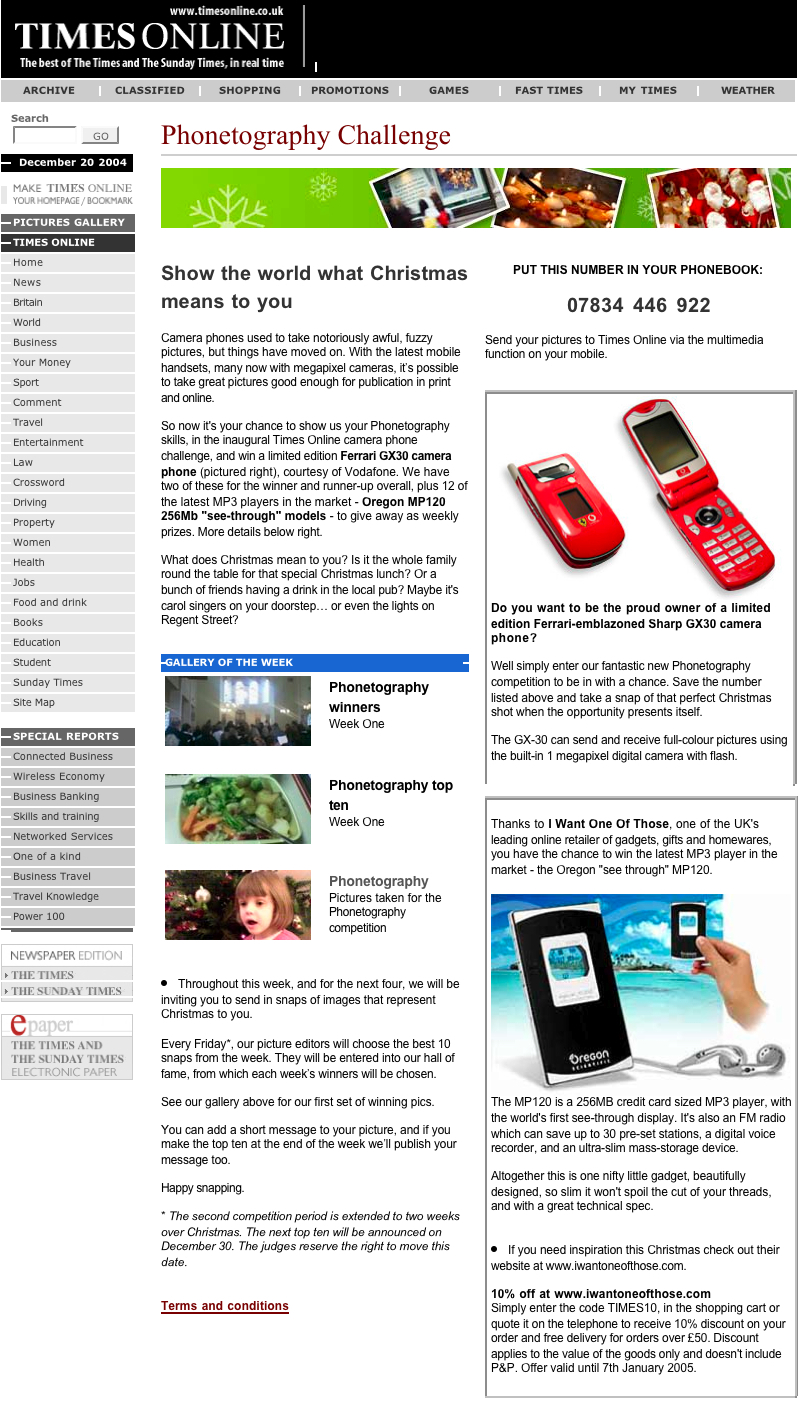 www.timesonline.co.uk
TIMES ONLINE
The best of The Times and The Sunday Times, in real time
ARCHIVE
CLASSIFIED
SHOPPING
PROMOTIONS
GAMES
FAST TIMES
MY TIMES
WEATHER
Search
GO
December 20 2004
MAKE TIMES ONLINE
YOUR HOMEPAGE / BOOKMARK
PICTURES GALLERY
TIMES ONLINE
Home
News
Britain
World
Business
Your Money
Sport
Comment
Travel
Entertainment
Law
Crossword
Driving
Property
Women
Health
Jobs
Food and drink
Books
Education
Student
Sunday Times
Site Map
SPECIAL REPORTS
Connected Business
Wireless Economy
Business Banking
Skills and training
Networked Services
One of a kind
Business Travel
Travel Knowledge
Power 100
NEWSPAPER EDITION
THE TIMES
THE SUNDAY TIMES
epaper
THE TIMES AND
THE SUNDAY TIMES
ELECTRONIC PAPER
Phonetography Challenge
Show the world what Christmas
means to you
Camera phones used to take notoriously awful, fuzzy
pictures, but things have moved on. With the latest mobile
handsets, many now with megapixel cameras, it's possible
to take great pictures good enough for publication in print
and online.
So now it's your chance to show us your Phonetography
skills, in the inaugural Times Online camera phone
challenge, and win a limited edition Ferrari GX30 camera
phone (pictured right), courtesy of Vodafone. We have
two of these for the winner and runner-up overall, plus 12 of
the latest MP3 players in the market - Oregon MP120
256Mb "see-through" models - to give away as weekly
prizes. More details below right.
What does Christmas mean to you? Is it the whole family
round the table for that special Christmas lunch? Or a
bunch of friends having a drink in the local pub? Maybe it's
carol singers on your doorstep… or even the lights on
Regent Street?
GALLERY OF THE WEEK
Phonetography
winners
Week One
Phonetography top
ten
Week One
Phonetography
Pictures taken for the
Phonetography
competition
• Throughout this week, and for the next four, we will be
inviting you to send in snaps of images that represent
Christmas to you.
Every Friday*, our picture editors will choose the best 10
snaps from the week. They will be entered into our hall of
fame, from which each week's winners will be chosen.
See our gallery above for our first set of winning pics.
You can add a short message to your picture, and if you
make the top ten at the end of the week we'll publish your
message too.
Happy snapping.
* The second competition period is extended to two weeks
over Christmas. The next top ten will be announced on
December 30. The judges reserve the right to move this
date.
Terms and conditions
PUT THIS NUMBER IN YOUR PHONEBOOK:
07834 446 922
Send your pictures to Times Online via the multimedia
function on your mobile.
Do you want to be the proud owner of a limited
edition Ferrari-emblazoned Sharp GX30 camera
phone?
Well simply enter our fantastic new Phonetography
competition to be in with a chance. Save the number
listed above and take a snap of that perfect Christmas
shot when the opportunity presents itself.
The GX-30 can send and receive full-colour pictures using
the built-in 1 megapixel digital camera with flash.
Thanks to I Want One Of Those, one of the UK's
leading online retailer of gadgets, gifts and homewares,
you have the chance to win the latest MP3 player in the
market - the Oregon "see through" MP120.
Oregon
SCIENTIFIC
The MP120 is a 256MB credit card sized MP3 player, with
the world's first see-through display. It's also an FM radio
which can save up to 30 pre-set stations, a digital voice
recorder, and an ultra-slim mass-storage device.
Altogether this is one nifty little gadget, beautifully
designed, so slim it won't spoil the cut of your threads,
and with a great technical spec.
• If you need inspiration this Christmas check out their
website at www.iwantoneofthose.com.
10% off at www.iwantoneofthose.com
Simply enter the code TIMES10, in the shopping cart or
quote it on the telephone to receive 10% discount on your
order and free delivery for orders over £50. Discount
applies to the value of the goods only and doesn't include
P&P. Offer valid until 7th January 2005.